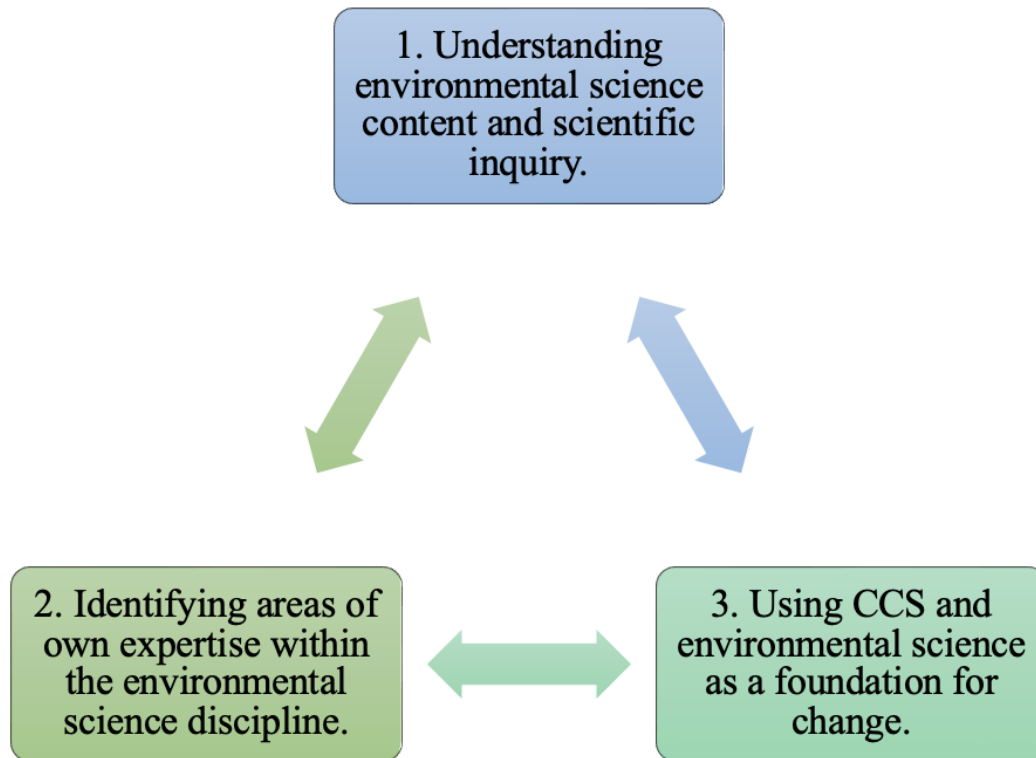 1. Understanding
environmental science
content and scientific
inquiry.
2. Identifying areas of
own expertise within
the environmental
science discipline.
3. Using CCS and
environmental science
as a foundation for
change.